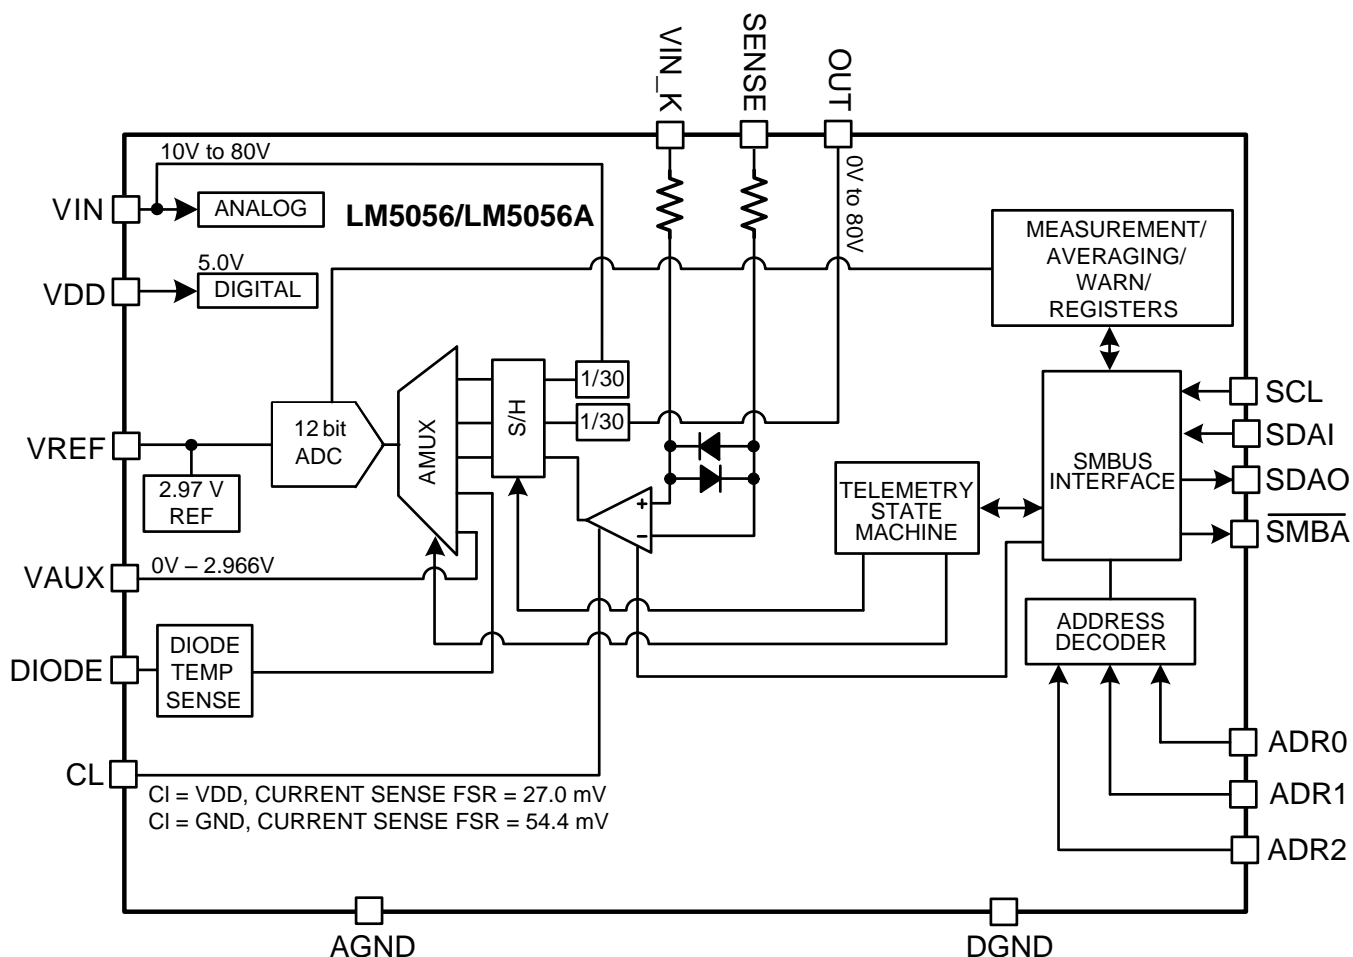 VIN_K
SENSE
OUT
10V to 80V
0V to 80V
VIN
ANALOG
LM5056/LM5056A
MEASUREMENT/
AVERAGING/
WARN/
REGISTERS
5.0V
VDD
DIGITAL
1/30
S/H
1/30
SCL
12 bit
ADC
AMUX
SDAI
VREF
SMBUS
INTERFACE
SDAO
2.97 V
REF
TELEMETRY
STATE
MACHINE
+
−
SMBA
0V – 2.966V
VAUX
ADDRESS
DECODER
DIODE
TEMP
SENSE
DIODE
ADR0
CL
CI = VDD, CURRENT SENSE FSR = 27.0 mV
CI = GND, CURRENT SENSE FSR = 54.4 mV
ADR1
ADR2
AGND
DGND